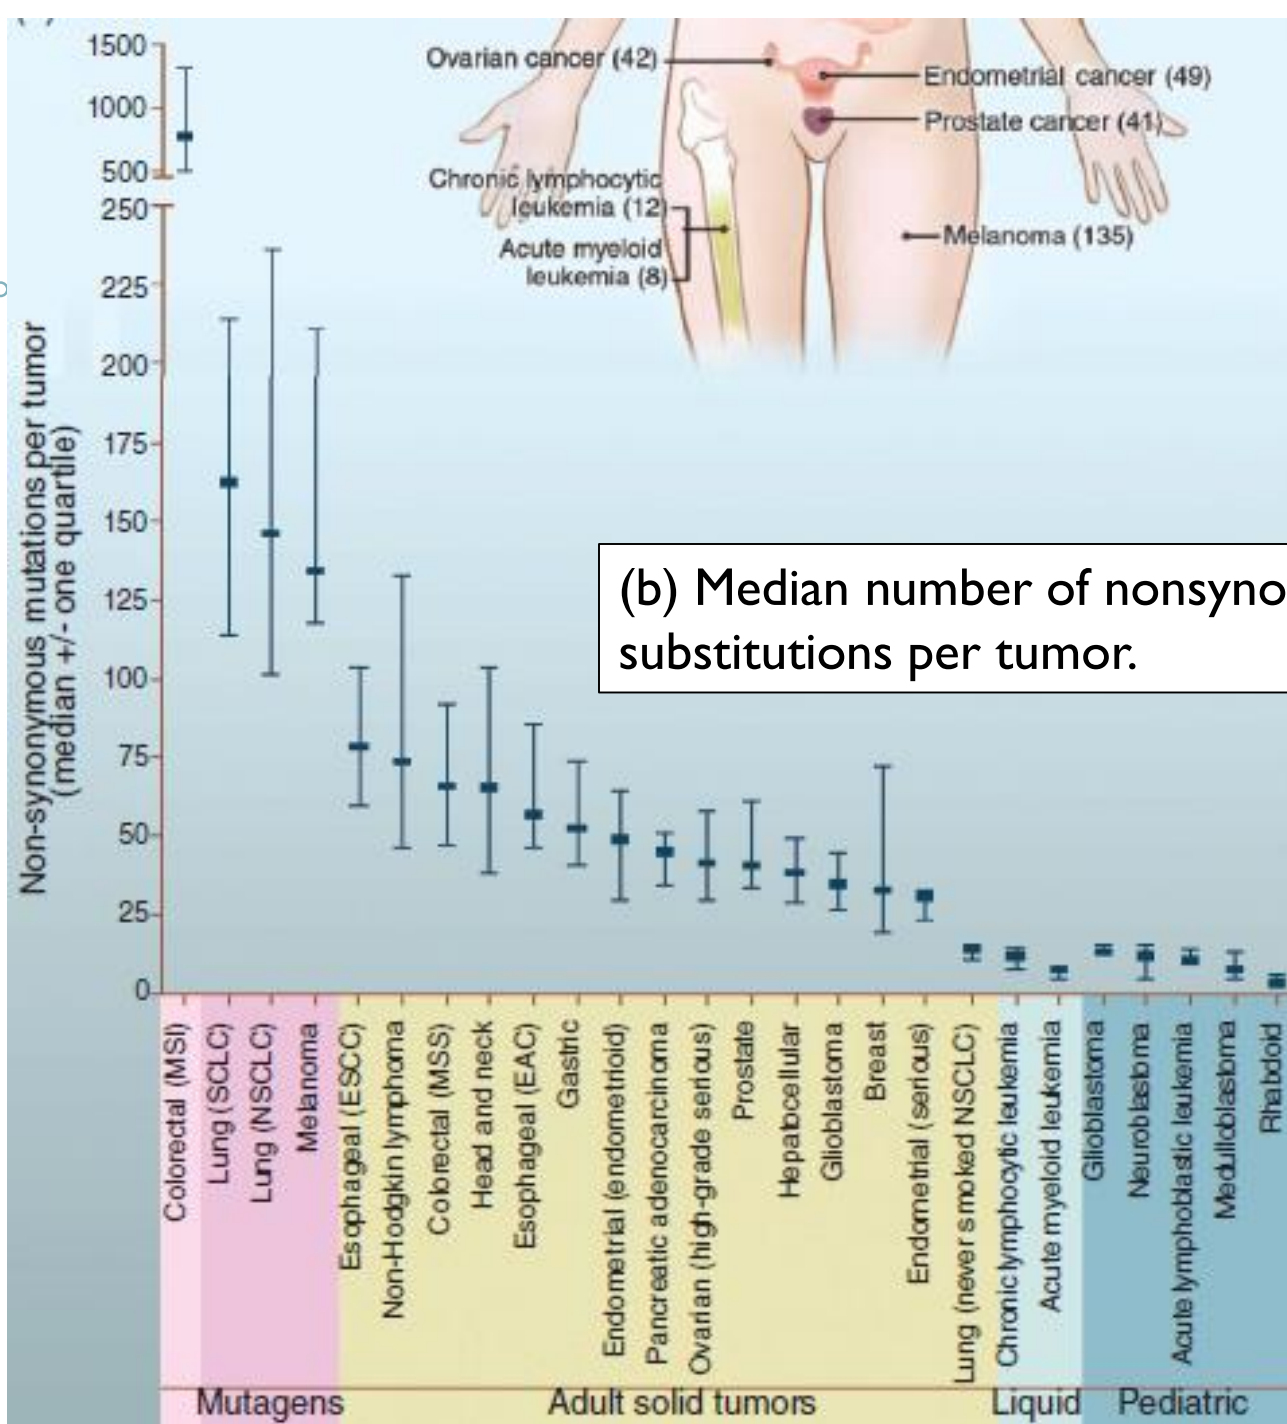 Ovarian cancer (42)
Endometrial cancer (49)
Prostate cancer (41)
Chronic lymphocytic
leukemia (12)
Acute myeloid
leukemia (8)
Melanoma (135)
1500
1000
500
250
225
200
175
150
125
100
75
50
25
0
Non-synonymous mutations per tumor
(median +/- one quartile)
(b) Median number of nonsyno
substitutions per tumor.
Colorectal (MSI)
Lung (SCLC)
Lung (NSCLC)
Melanoma
Esophageal (ESCC)
Non-Hodgkin lymphoma
Colorectal (MSS)
Head and neck
Esophageal (EAC)
Gastric
Endometrial (endometrioid)
Pancreatic adenocarcinoma
Ovarian (high-grade serious)
Prostate
Hepatocellular
Glioblastoma
Breast
Endometrial (serious)
Lung (never smoked NSCLC)
Chronic lymphocytic leukemia
Acute myeloid leukemia
Glioblastoma
Neuroblastoma
Acute lymphoblastic leukemia
Medulloblastoma
Rhabdoid
Mutagens
Adult solid tumors
Liquid
Pediatric